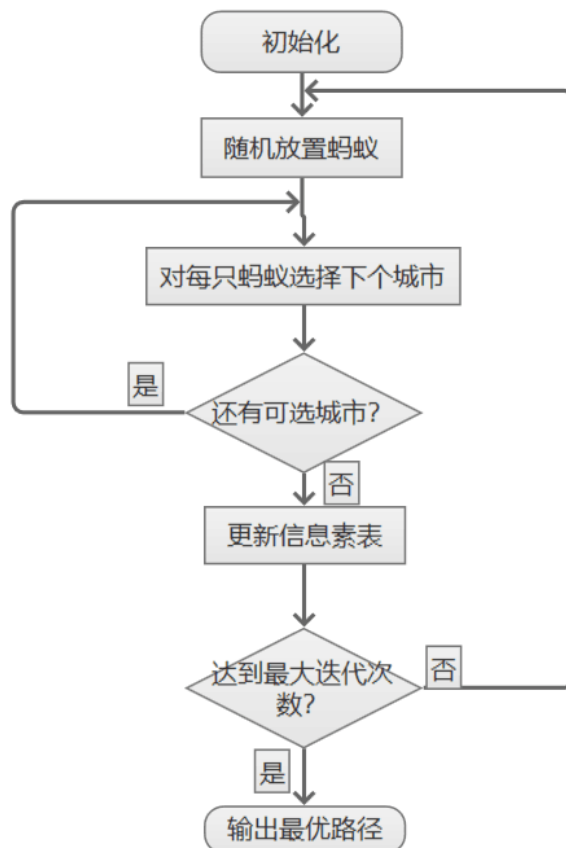 初始化
随机放置蚂蚁
对每只蚂蚁选择下个城市
是
还有可选城市?
否
更新信息素表
达到最大迭代次
数?
否
是
输出最优路径